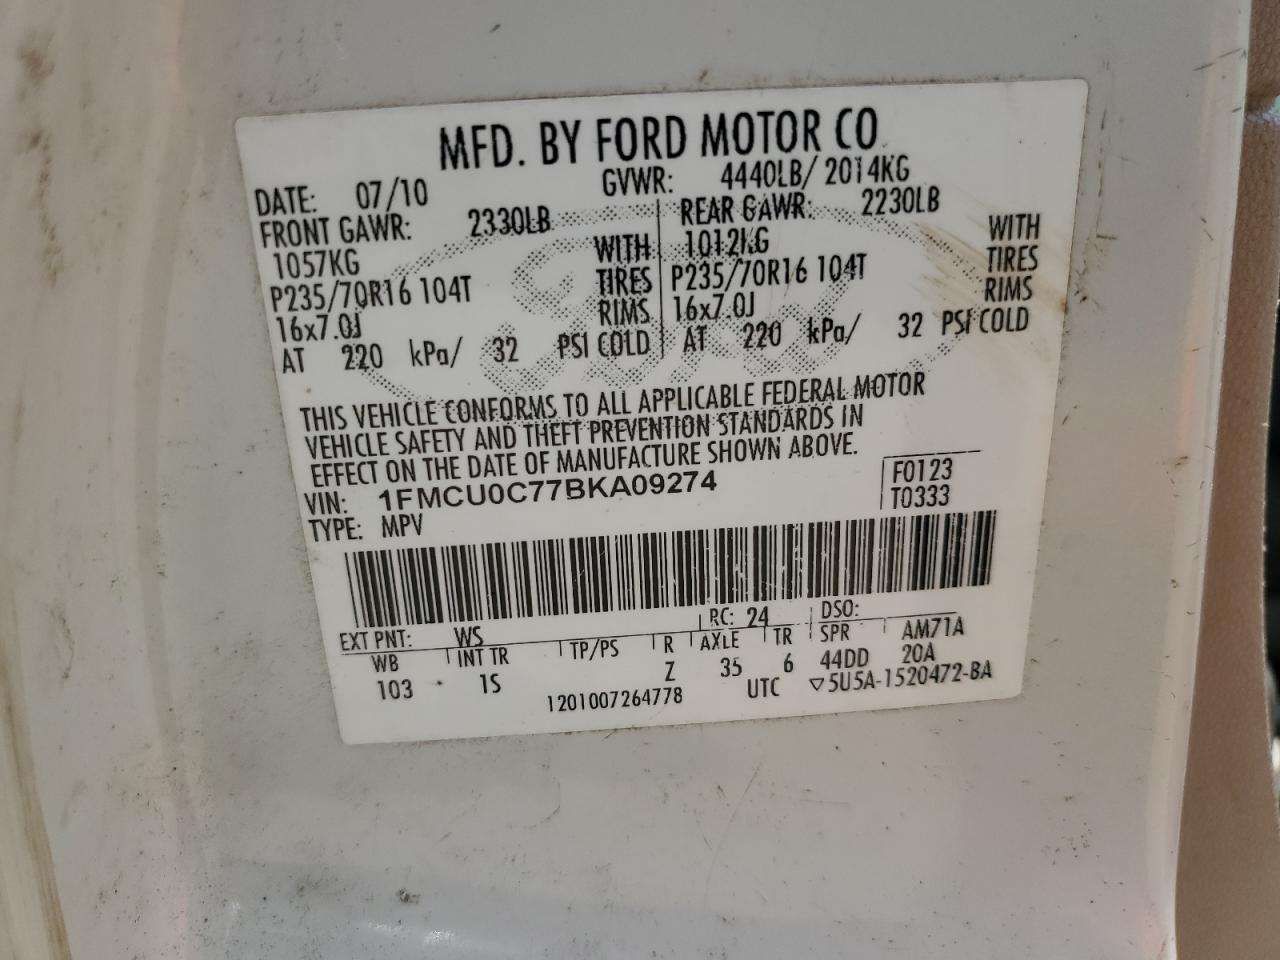 MFD. BY FORD MOTOR CO
DATE: 07/10 GVWR: 4440LB/ 2014KG
FRONT GAWR: 2330LB REAR GAWR: 2230LB
1057KG WITH 1012KG WITH
P235/70R16 104T TIRES P235/70R16 104T TIRES
16x7.0J RIMS 16x7.0J RIMS
AT 220 kPa/ 32 PSI COLD AT 220 kPa/ 32 PSI COLD
THIS VEHICLE CONFORMS TO ALL APPLICABLE FEDERAL MOTOR
VEHICLE SAFETY AND THEFT PREVENTION STANDARDS IN
EFFECT ON THE DATE OF MANUFACTURE SHOWN ABOVE.
VIN: 1FMCU0C77BKA09274 F0123
TYPE: MPV T0333
EXT PNT: WS RC: 24 DSO:
WB INT TR TP/PS R AXLE TR SPR AM71A
103 1S Z 35 6 44DD 20A
1201007264778 UTC ▽5U5A-1520472-BA
Ford